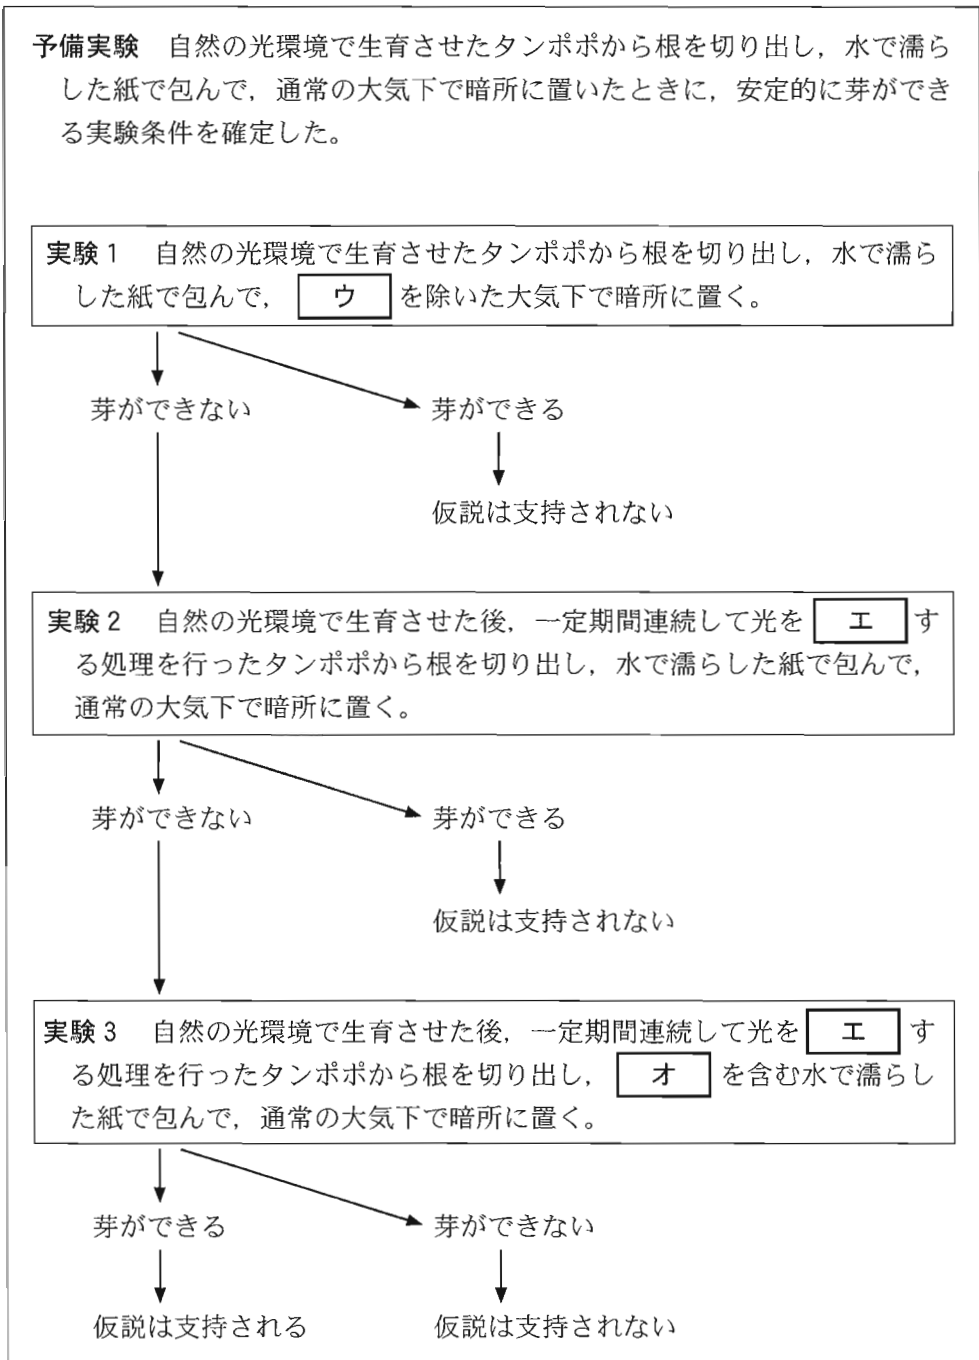 予備実験 自然の光環境で生育させたタンポポから根を切り出し,水で濡ら
した紙で包んで,通常の大気下で暗所に置いたときに,安定的に芽ができ
る実験条件を確定した。
実験1 自然の光環境で生育させたタンポポから根を切り出し,水で濡ら
した紙で包んで, ウ を除いた大気下で暗所に置く。
芽ができない 芽ができる
仮説は支持されない
実験2 自然の光環境で生育させた後,一定期間連続して光を エ す
る処理を行ったタンポポから根を切り出し,水で濡らした紙で包んで,
通常の大気下で暗所に置く。
芽ができない 芽ができる
仮説は支持されない
実験3 自然の光環境で生育させた後,一定期間連続して光を エ す
る処理を行ったタンポポから根を切り出し, オ を含む水で濡らし
た紙で包んで,通常の大気下で暗所に置く。
芽ができる 芽ができない
仮説は支持される 仮説は支持されない